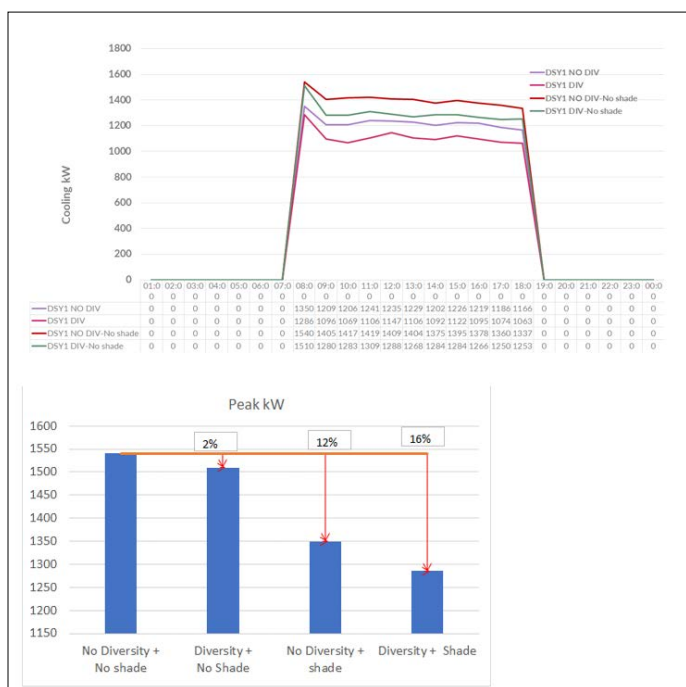 1800
1600
1400
1200
1000
800
600
400
200
0
Cooling kW
DSY1 NO DIV
DSY1 DIV
DSY1 NO DIV-No shade
DSY1 DIV-No shade
01:0 02:0 03:0 04:0 05:0 06:0 07:0 08:0 09:0 10:0 11:0 12:0 13:0 14:0 15:0 16:0 17:0 18:0 19:0 20:0 21:0 22:0 23:0 00:0
0 0 0 0 0 0 0 0 0 0 0 0 0 0 0 0 0 0 0 0 0 0 0 0
DSY1 NO DIV 0 0 0 0 0 0 0 1350 1209 1206 1241 1235 1229 1202 1226 1219 1186 1166 0 0 0 0 0 0
DSY1 DIV 0 0 0 0 0 0 0 1286 1096 1069 1106 1147 1106 1092 1122 1095 1074 1063 0 0 0 0 0 0
DSY1 NO DIV-No shade 0 0 0 0 0 0 0 1540 1405 1417 1419 1409 1404 1375 1395 1378 1360 1337 0 0 0 0 0 0
DSY1 DIV-No shade 0 0 0 0 0 0 0 1510 1280 1283 1309 1288 1268 1284 1284 1266 1250 1253 0 0 0 0 0 0
Peak kW
1600
1550
1500
1450
1400
1350
1300
1250
1200
1150
2%
12%
16%
No Diversity +
No shade
Diversity +
No Shade
No Diversity +
shade
Diversity + Shade